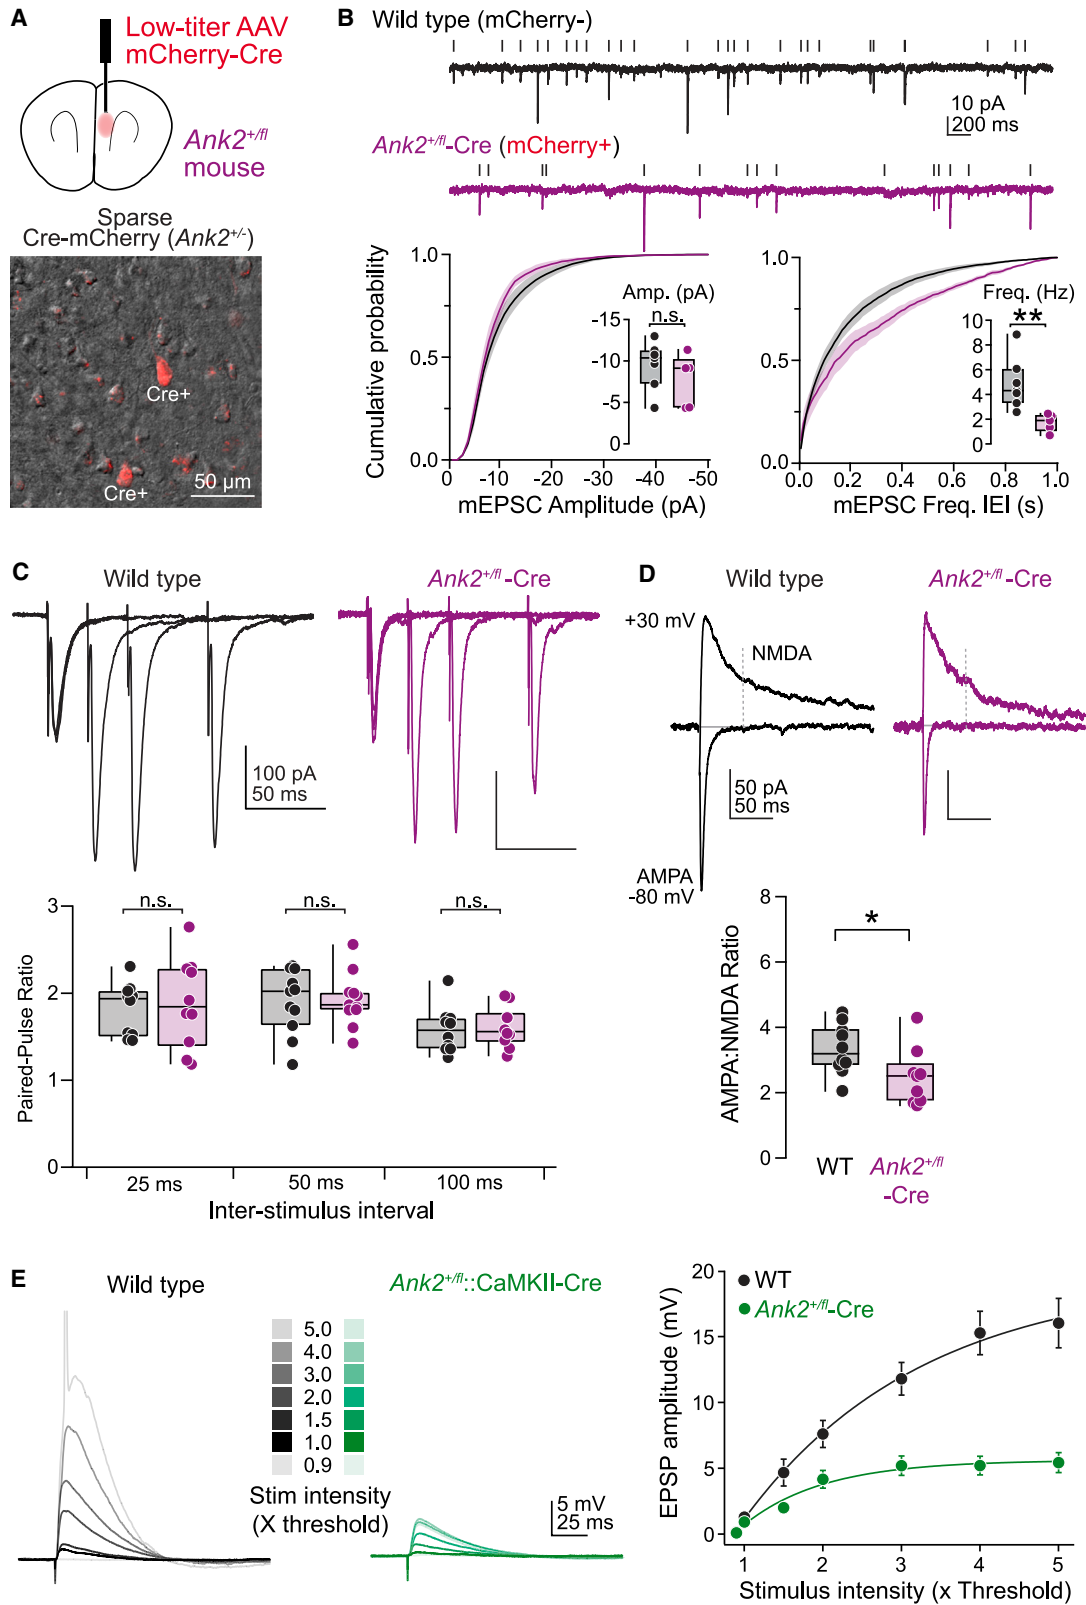 A
Low-titer AAV
mCherry-Cre
Ank2+/fl
mouse
Sparse
Cre-mCherry (Ank2+/-)
Cre+
Cre+
50 µm
B
Wild type (mCherry-)
10 pA
200 ms
Ank2+/fl-Cre (mCherry+)
Cumulative probability
1.0
0.5
0.0
0
-10
-20
-30
-40
-50
mEPSC Amplitude (pA)
Amp. (pA)
n.s.
-15
-10
-5
0
1.0
0.5
0.0
0.0
0.2
0.4
0.6
0.8
1.0
mEPSC Freq. IEI (s)
Freq. (Hz)
**
10
8
6
4
2
0
C
Wild type
Ank2+/fl-Cre
100 pA
50 ms
Paired-Pulse Ratio
3
2
1
0
n.s.
n.s.
n.s.
25 ms
50 ms
100 ms
Inter-stimulus interval
D
Wild type
Ank2+/fl-Cre
+30 mV
NMDA
50 pA
50 ms
AMPA
-80 mV
AMPA:NMDA Ratio
8
6
4
2
0
*
WT
Ank2+/fl
-Cre
E
Wild type
Ank2+/fl::CaMKII-Cre
5.0
4.0
3.0
2.0
1.5
1.0
0.9
Stim intensity
(X threshold)
5 mV
25 ms
EPSP amplitude (mV)
20
15
10
5
0
WT
Ank2+/fl-Cre
1
2
3
4
5
Stimulus intensity (x Threshold)